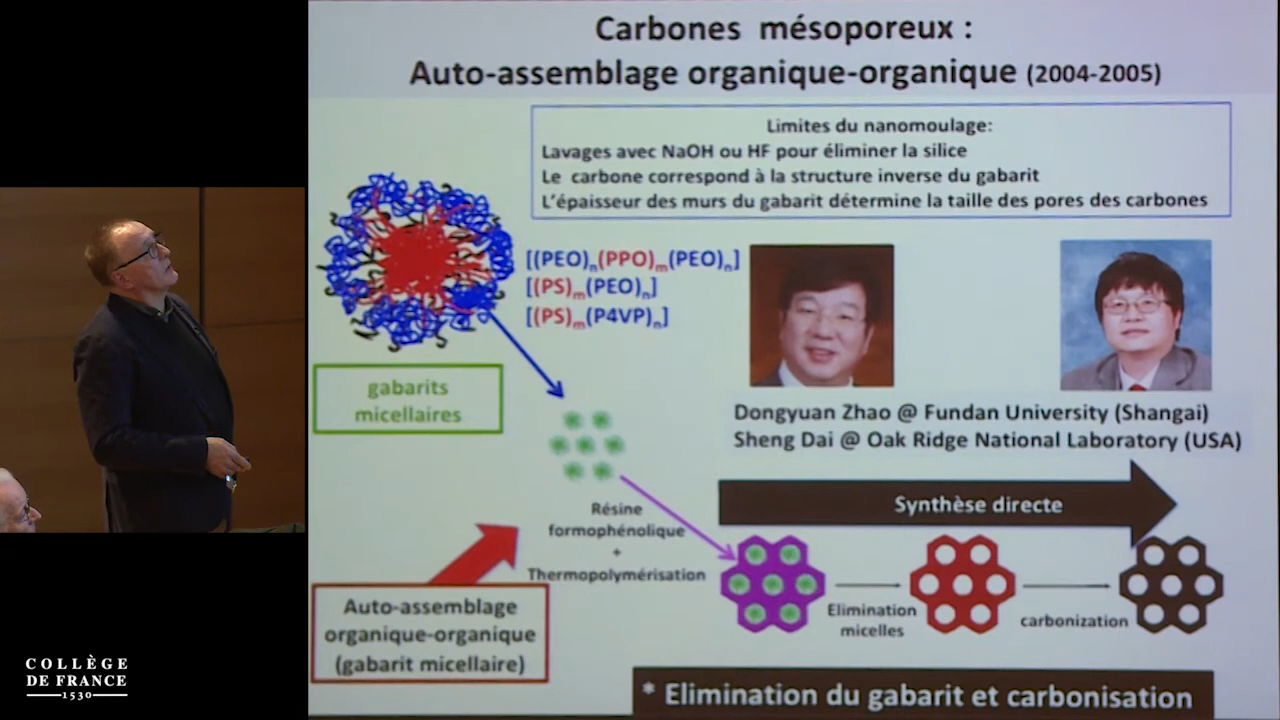 Carbones mésoporeux :
Auto-assemblage organique-organique (2004-2005)
Limites du nanomoulage:
Lavages avec NaOH ou HF pour éliminer la silice
Le carbone correspond à la structure inverse du gabarit
L'épaisseur des murs du gabarit détermine la taille des pores des carbones
[(PEO)n(PPO)m(PEO)n]
[(PS)m(PEO)n]
[(PS)m(P4VP)n]
gabarits
micellaires
Dongyuan Zhao @ Fundan University (Shangai)
Sheng Dai @ Oak Ridge National Laboratory (USA)
Synthèse directe
Résine
formophénolique
+
Thermopolymérisation
Elimination
micelles
carbonization
Auto-assemblage
organique-organique
(gabarit micellaire)
* Elimination du gabarit et carbonisation
COLLÈGE
DE FRANCE
1530